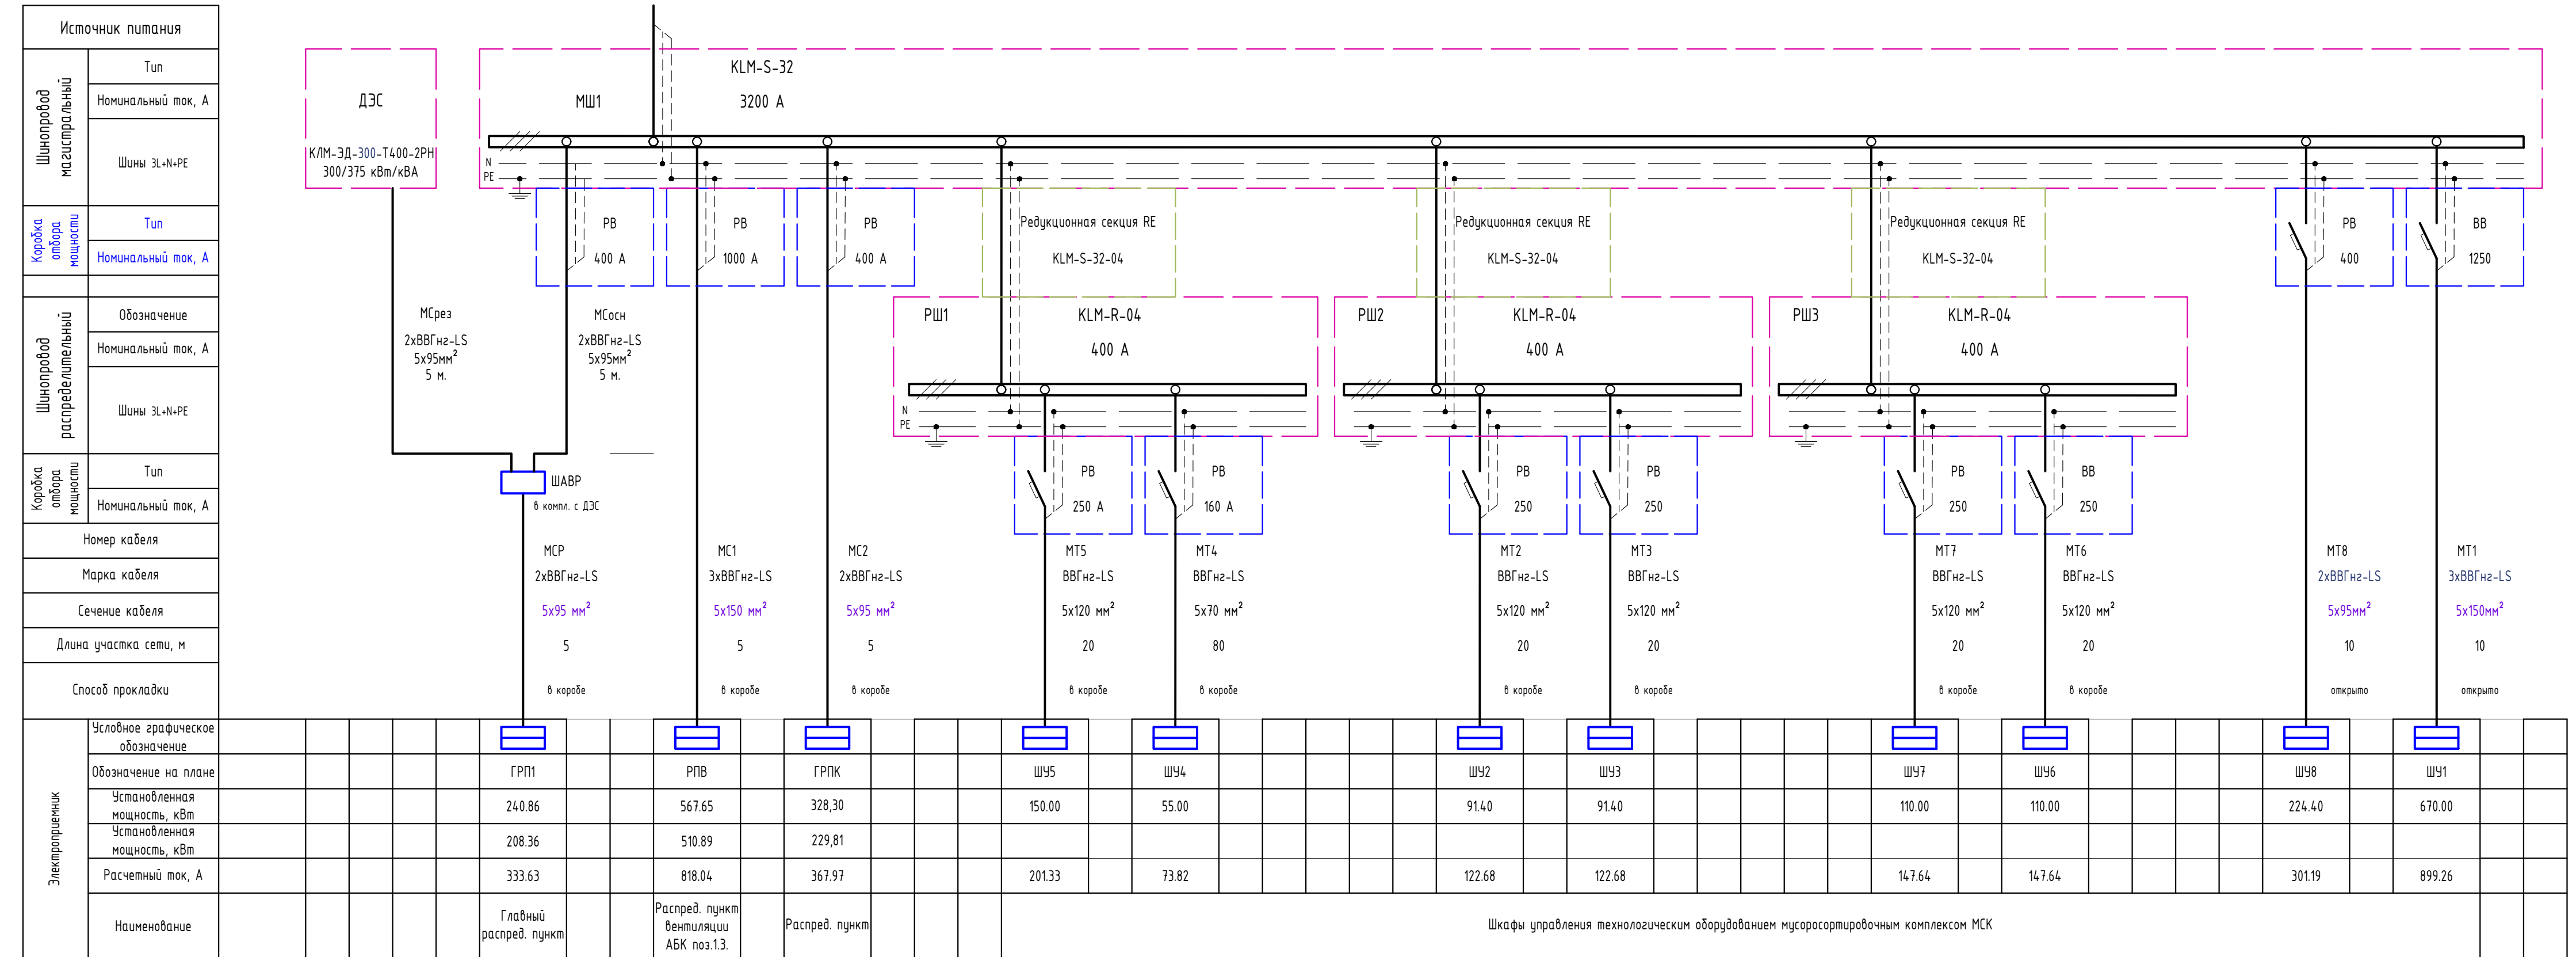 Источник питания
Шинопровод
магистральный
Тип
Номинальный ток, А
Шины 3L+N+PE
ДЭС
КЛМ-ЭД-300-Т400-2РН
300/375 кВт/кВА
МШ1
KLM-S-32
3200 А
N
PE
Коробка
отбора
мощности
Тип
Номинальный ток, А
РВ
400 А
РВ
1000 А
РВ
400 А
Редукционная секция RE
KLM-S-32-04
Редукционная секция RE
KLM-S-32-04
Редукционная секция RE
KLM-S-32-04
РВ
400
ВВ
1250
Шинопровод
распределительный
Обозначение
Номинальный ток, А
Шины 3L+N+PE
МСрез
2хВВГнг-LS
5х95мм²
5 м.
МСосн
2хВВГнг-LS
5х95мм²
5 м.
РШ1
KLM-R-04
400 А
N
PE
РШ2
KLM-R-04
400 А
РШ3
KLM-R-04
400 А
Коробка
отбора
мощности
Тип
Номинальный ток, А
ШАВР
в компл. с ДЭС
РВ
250 А
РВ
160 А
РВ
250
РВ
250
РВ
250
ВВ
250
Номер кабеля
МСР
МС1
МС2
МТ5
МТ4
МТ2
МТ3
МТ7
МТ6
МТ8
МТ1
Марка кабеля
2хВВГнг-LS
3хВВГнг-LS
2хВВГнг-LS
ВВГнг-LS
ВВГнг-LS
ВВГнг-LS
ВВГнг-LS
ВВГнг-LS
ВВГнг-LS
2хВВГнг-LS
3хВВГнг-LS
Сечение кабеля
5х95 мм²
5х150 мм²
5х95 мм²
5х120 мм²
5х70 мм²
5х120 мм²
5х120 мм²
5х120 мм²
5х120 мм²
5х95мм²
5х150мм²
Длина участка сети, м
5
5
5
20
80
20
20
20
20
10
10
Способ прокладки
в коробе
в коробе
в коробе
в коробе
в коробе
в коробе
в коробе
в коробе
в коробе
открыто
открыто
Электроприемник
Условное графическое
обозначение
Обозначение на плане
ГРП1
РПВ
ГРПК
ШУ5
ШУ4
ШУ2
ШУ3
ШУ7
ШУ6
ШУ8
ШУ1
Установленная
мощность, кВт
240.86
567.65
328,30
150.00
55.00
91.40
91.40
110.00
110.00
224.40
670.00
Установленная
мощность, кВт
208.36
510.89
229,81
Расчетный ток, А
333.63
818.04
367.97
201.33
73.82
122.68
122.68
147.64
147.64
301.19
899.26
Наименование
Главный
распред. пункт
Распред. пункт
вентиляции
АБК поз.1.3.
Распред. пункт
Шкафы управления технологическим оборудованием мусоросортировочным комплексом МСК